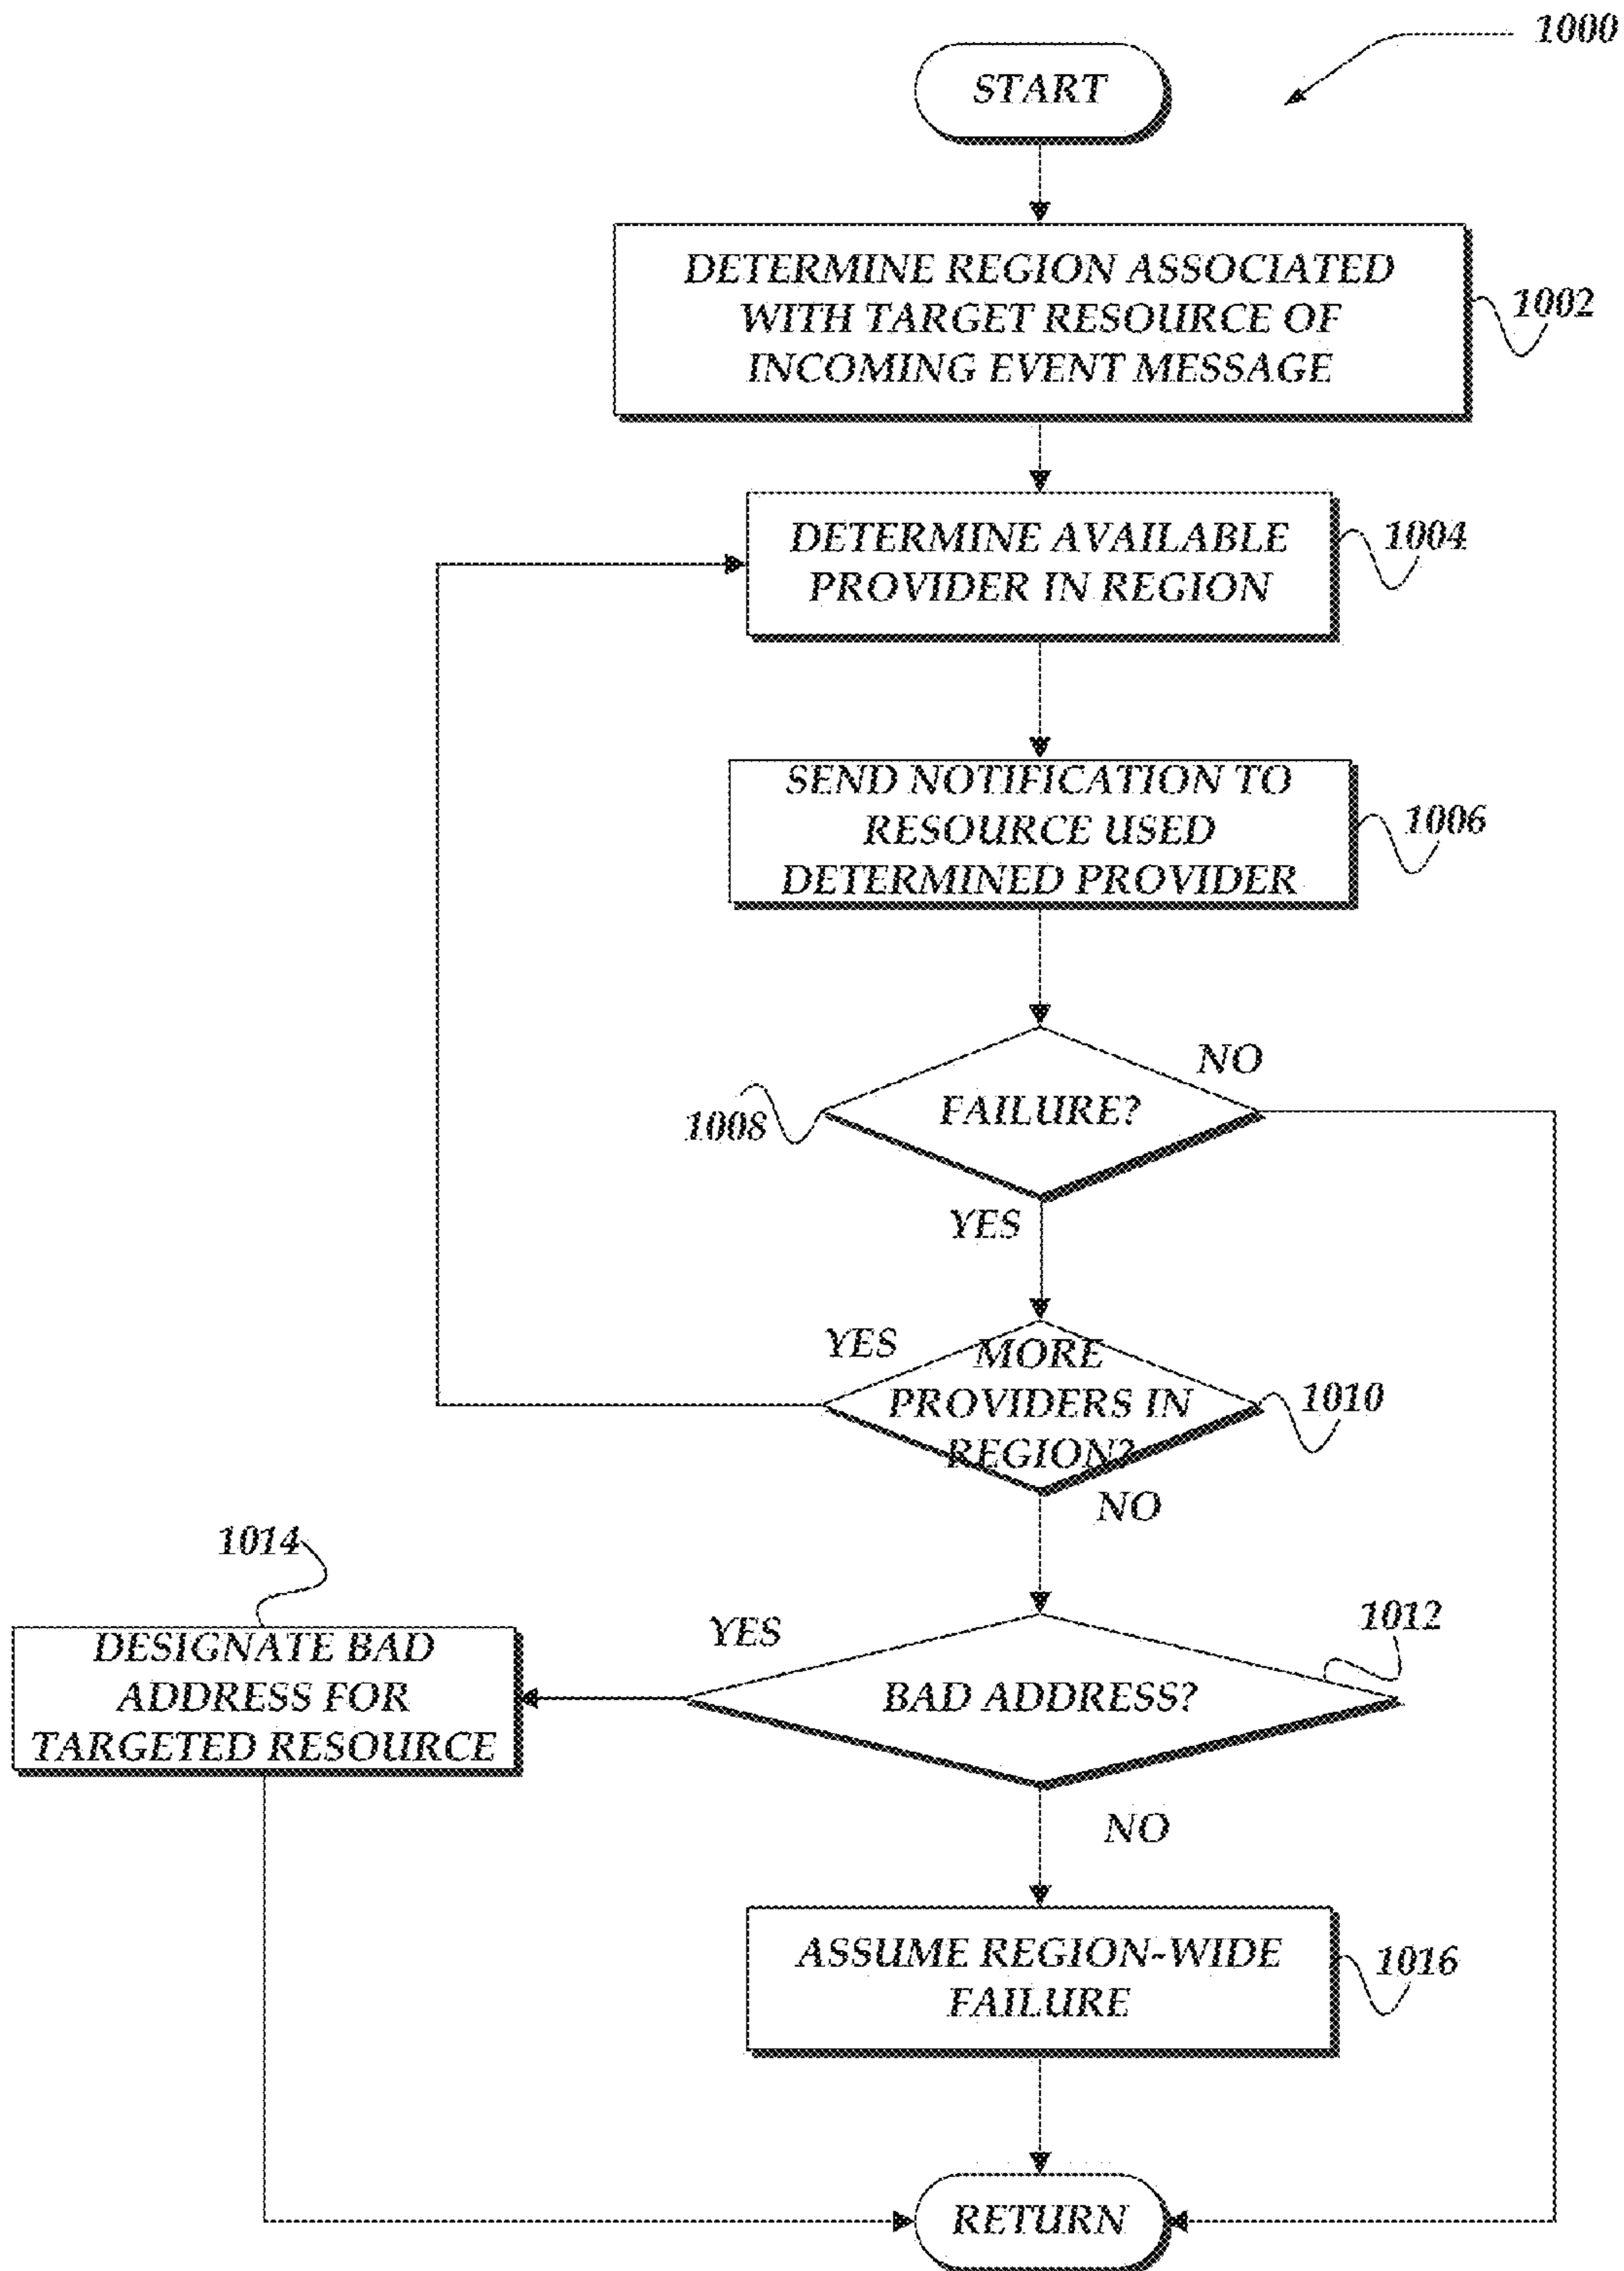 1000
START
DETERMINE REGION ASSOCIATED
WITH TARGET RESOURCE OF
INCOMING EVENT MESSAGE
1002
DETERMINE AVAILABLE
PROVIDER IN REGION
1004
SEND NOTIFICATION TO
RESOURCE USED
DETERMINED PROVIDER
1006
NO
FAILURE?
1008
YES
YES
MORE
PROVIDERS IN
REGION?
1010
NO
1014
DESIGNATE BAD
ADDRESS FOR
TARGETED RESOURCE
YES
1012
BAD ADDRESS?
NO
ASSUME REGION-WIDE
FAILURE
1016
RETURN